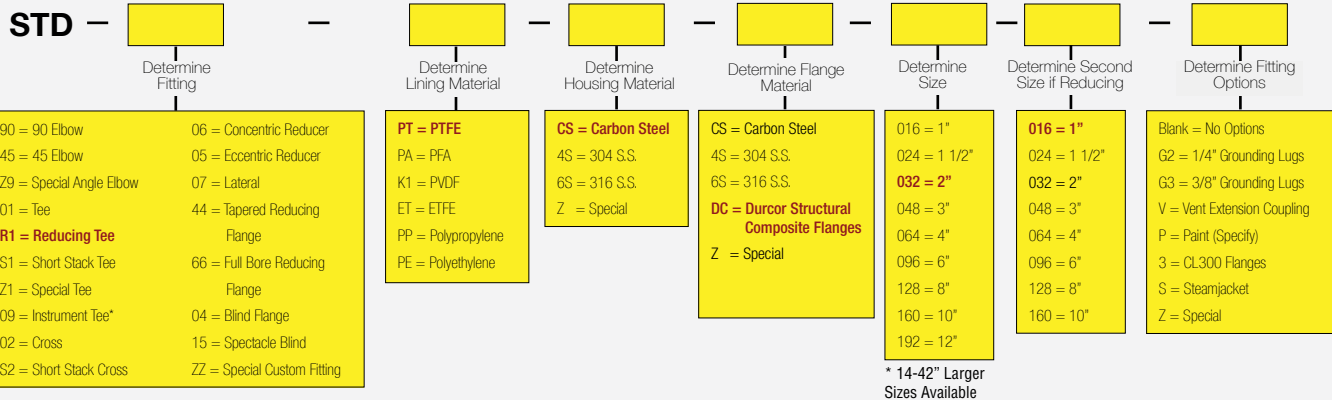 STD — — — — — — —
Determine
Fitting
90 = 90 Elbow
45 = 45 Elbow
Z9 = Special Angle Elbow
01 = Tee
R1 = Reducing Tee
S1 = Short Stack Tee
Z1 = Special Tee
09 = Instrument Tee*
02 = Cross
S2 = Short Stack Cross
06 = Concentric Reducer
05 = Eccentric Reducer
07 = Lateral
44 = Tapered Reducing
Flange
66 = Full Bore Reducing
Flange
04 = Blind Flange
15 = Spectacle Blind
ZZ = Special Custom Fitting
Determine
Lining Material
PT = PTFE
PA = PFA
K1 = PVDF
ET = ETFE
PP = Polypropylene
PE = Polyethylene
Determine
Housing Material
CS = Carbon Steel
4S = 304 S.S.
6S = 316 S.S.
Z = Special
Determine Flange
Material
CS = Carbon Steel
4S = 304 S.S.
6S = 316 S.S.
DC = Durcor Structural
Composite Flanges
Z = Special
Determine
Size
016 = 1"
024 = 1 1/2"
032 = 2"
048 = 3"
064 = 4"
096 = 6"
128 = 8"
160 = 10"
192 = 12"
* 14-42" Larger
Sizes Available
Determine Second
Size if Reducing
016 = 1"
024 = 1 1/2"
032 = 2"
048 = 3"
064 = 4"
096 = 6"
128 = 8"
160 = 10"
Determine Fitting
Options
Blank = No Options
G2 = 1/4" Grounding Lugs
G3 = 3/8" Grounding Lugs
V = Vent Extension Coupling
P = Paint (Specify)
3 = CL300 Flanges
S = Steamjacket
Z = Special